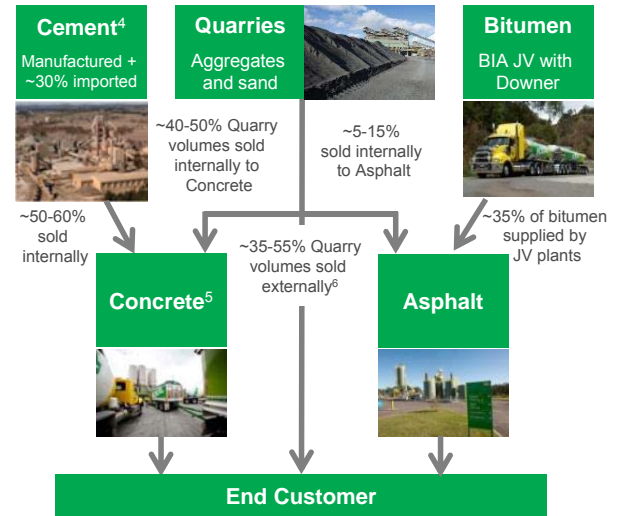 Cement4
Manufactured +
~30% imported
Quarries
Aggregates
and sand
Bitumen
BIA JV with
Downer
~40-50% Quarry
volumes sold
internally to
Concrete
~5-15%
sold internally
to Asphalt
~50-60%
sold
internally
~35-55% Quarry
volumes sold
externally6
~35% of bitumen
supplied by
JV plants
Concrete5
Asphalt
End Customer